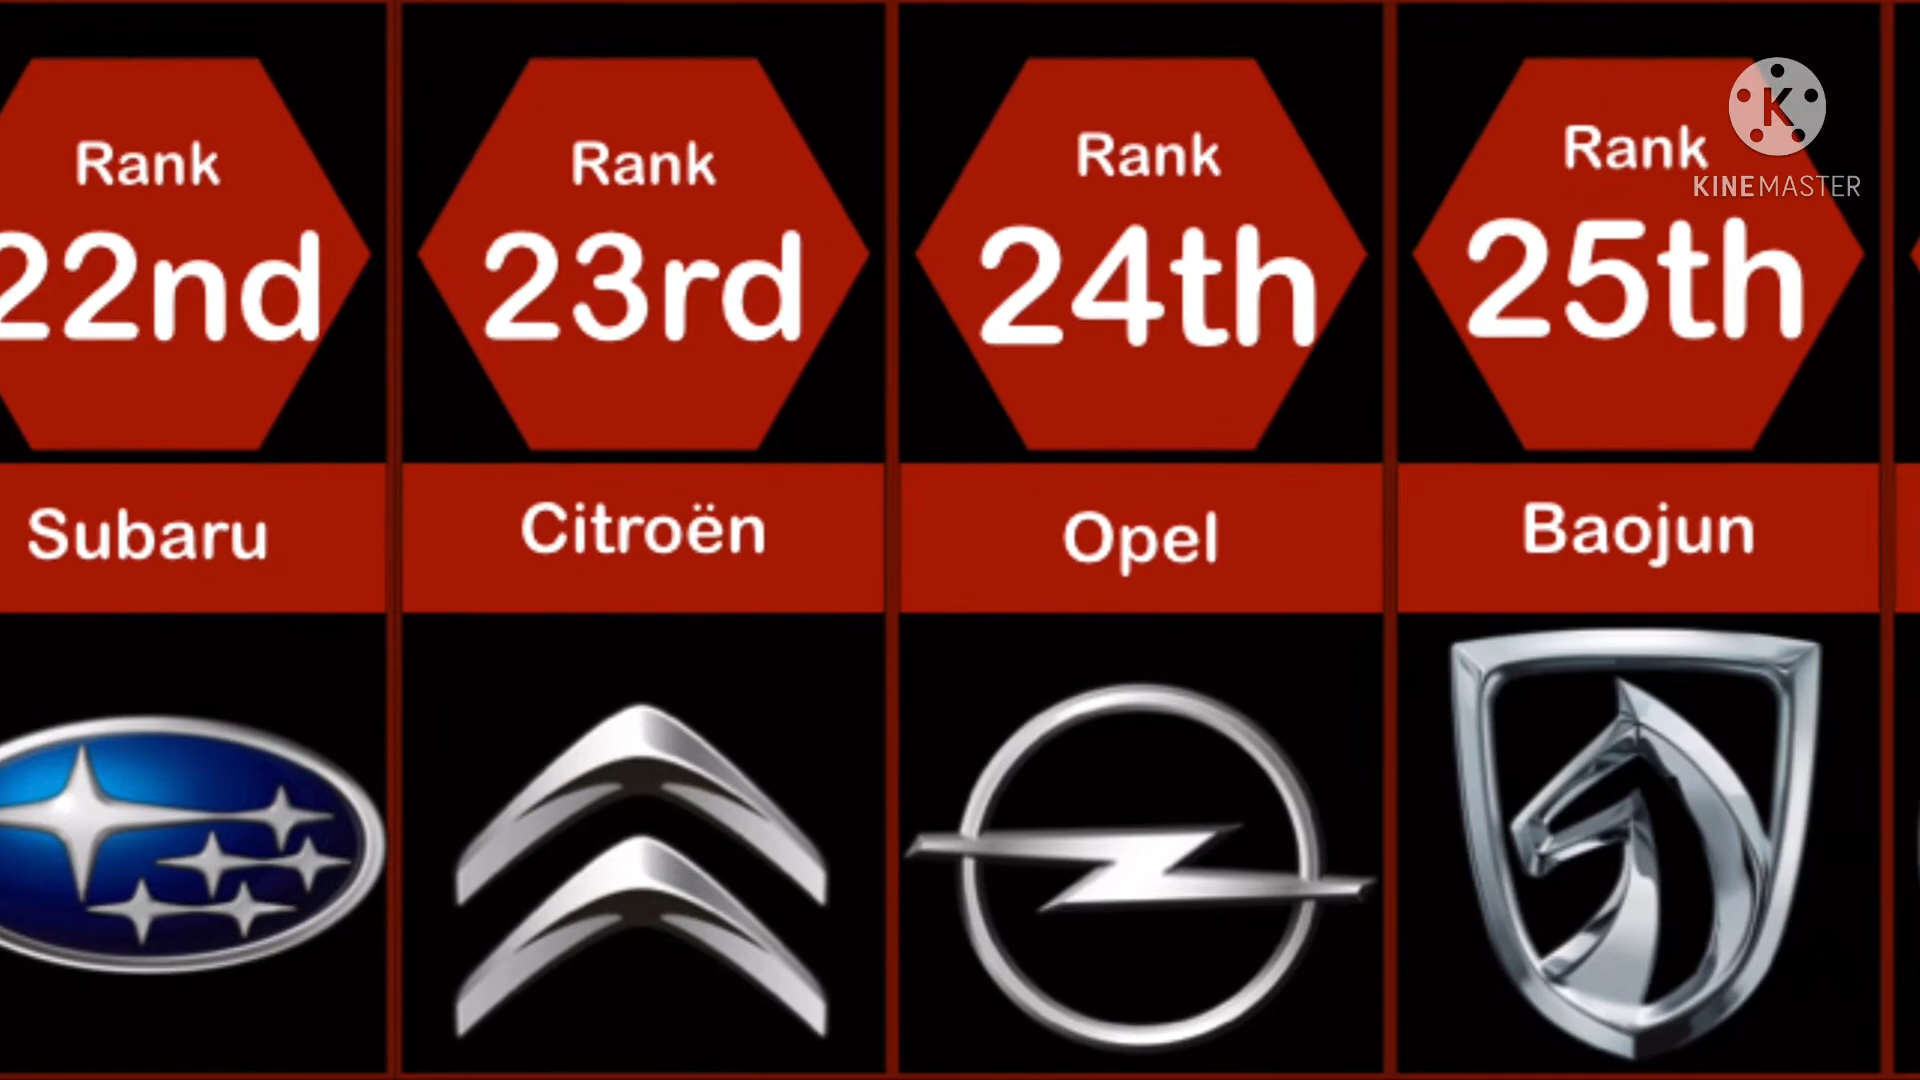 Rank
22nd
Subaru
Rank
23rd
Citroën
Rank
24th
Opel
Rank
25th
Baojun
K
KINEMASTER